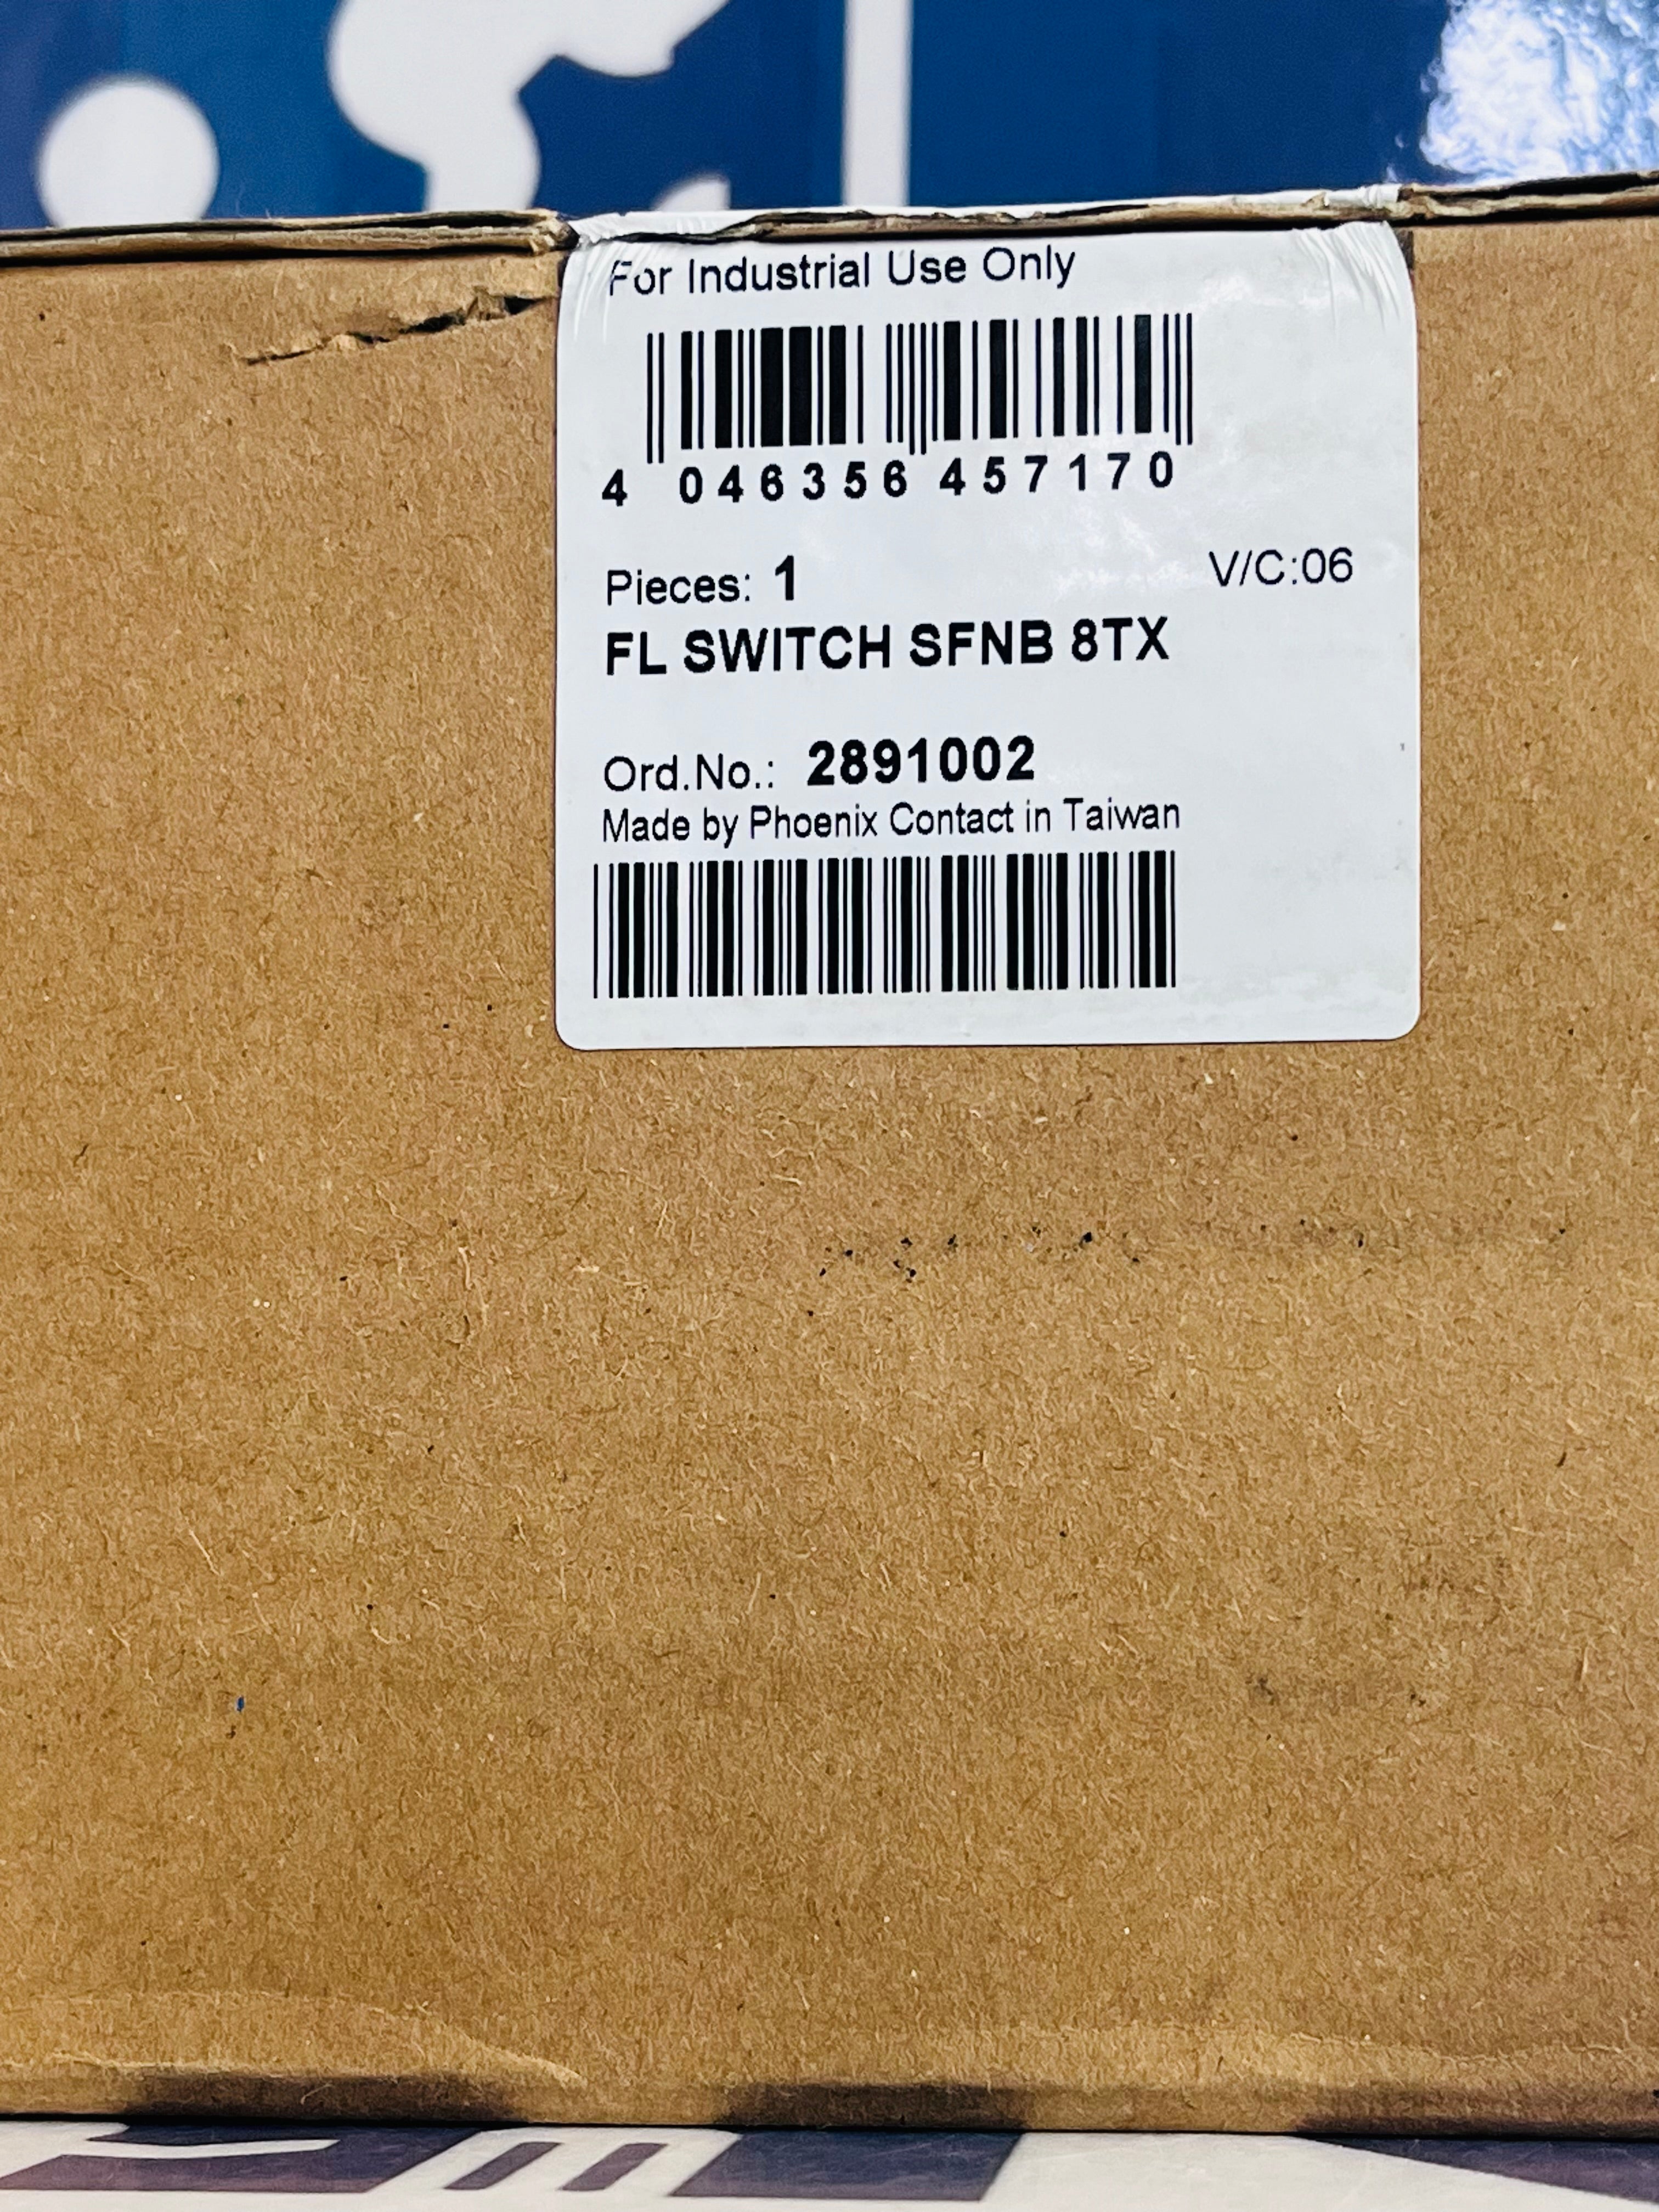 For Industrial Use Only
4 046356 457170
Pieces: 1 V/C:06
FL SWITCH SFNB 8TX
Ord.No.: 2891002
Made by Phoenix Contact in Taiwan